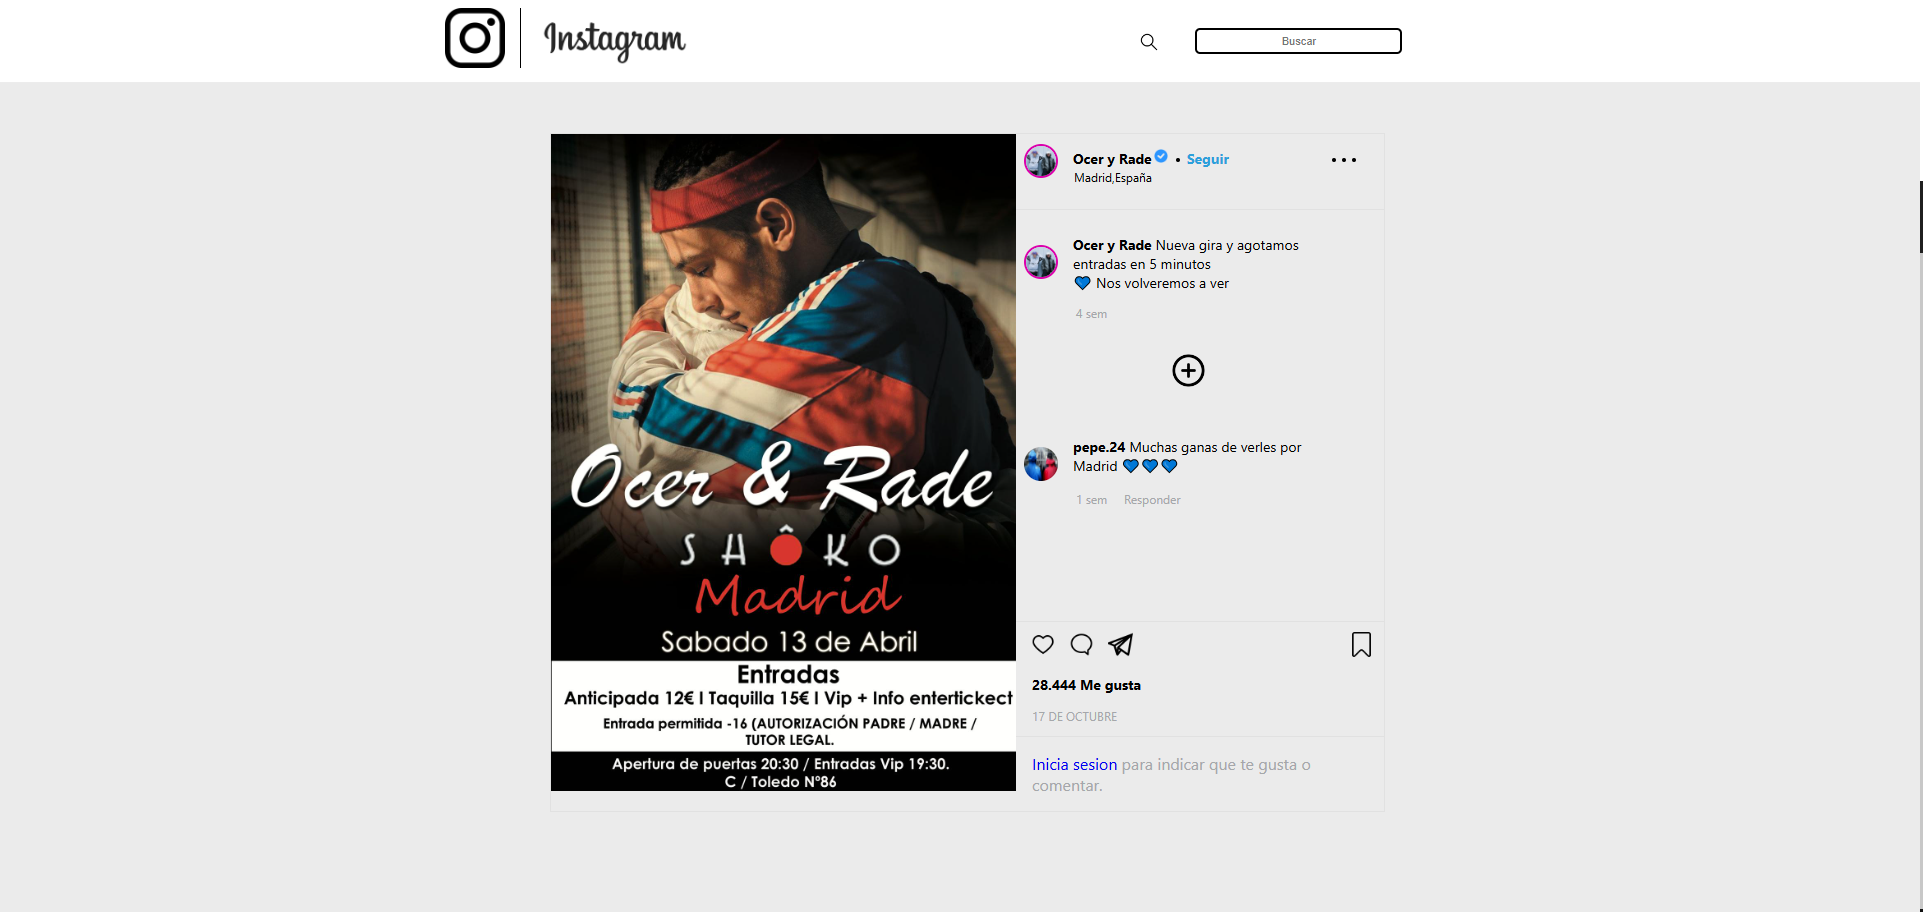 Instagram
Buscar
Ocer & Rade
SHÔKO
Madrid
Sabado 13 de Abril
Entradas
Anticipada 12€ I Taquilla 15€ I Vip + Info entertickect
Entrada permitida -16 (AUTORIZACIÓN PADRE / MADRE /
TUTOR LEGAL.
Apertura de puertas 20:30 / Entradas Vip 19:30.
C / Toledo Nº86
Ocer y Rade • Seguir
Madrid,España
Ocer y Rade Nueva gira y agotamos
entradas en 5 minutos
💙 Nos volveremos a ver
4 sem
pepe.24 Muchas ganas de verles por
Madrid 💙💙💙
1 sem Responder
28.444 Me gusta
17 DE OCTUBRE
Inicia sesion para indicar que te gusta o
comentar.